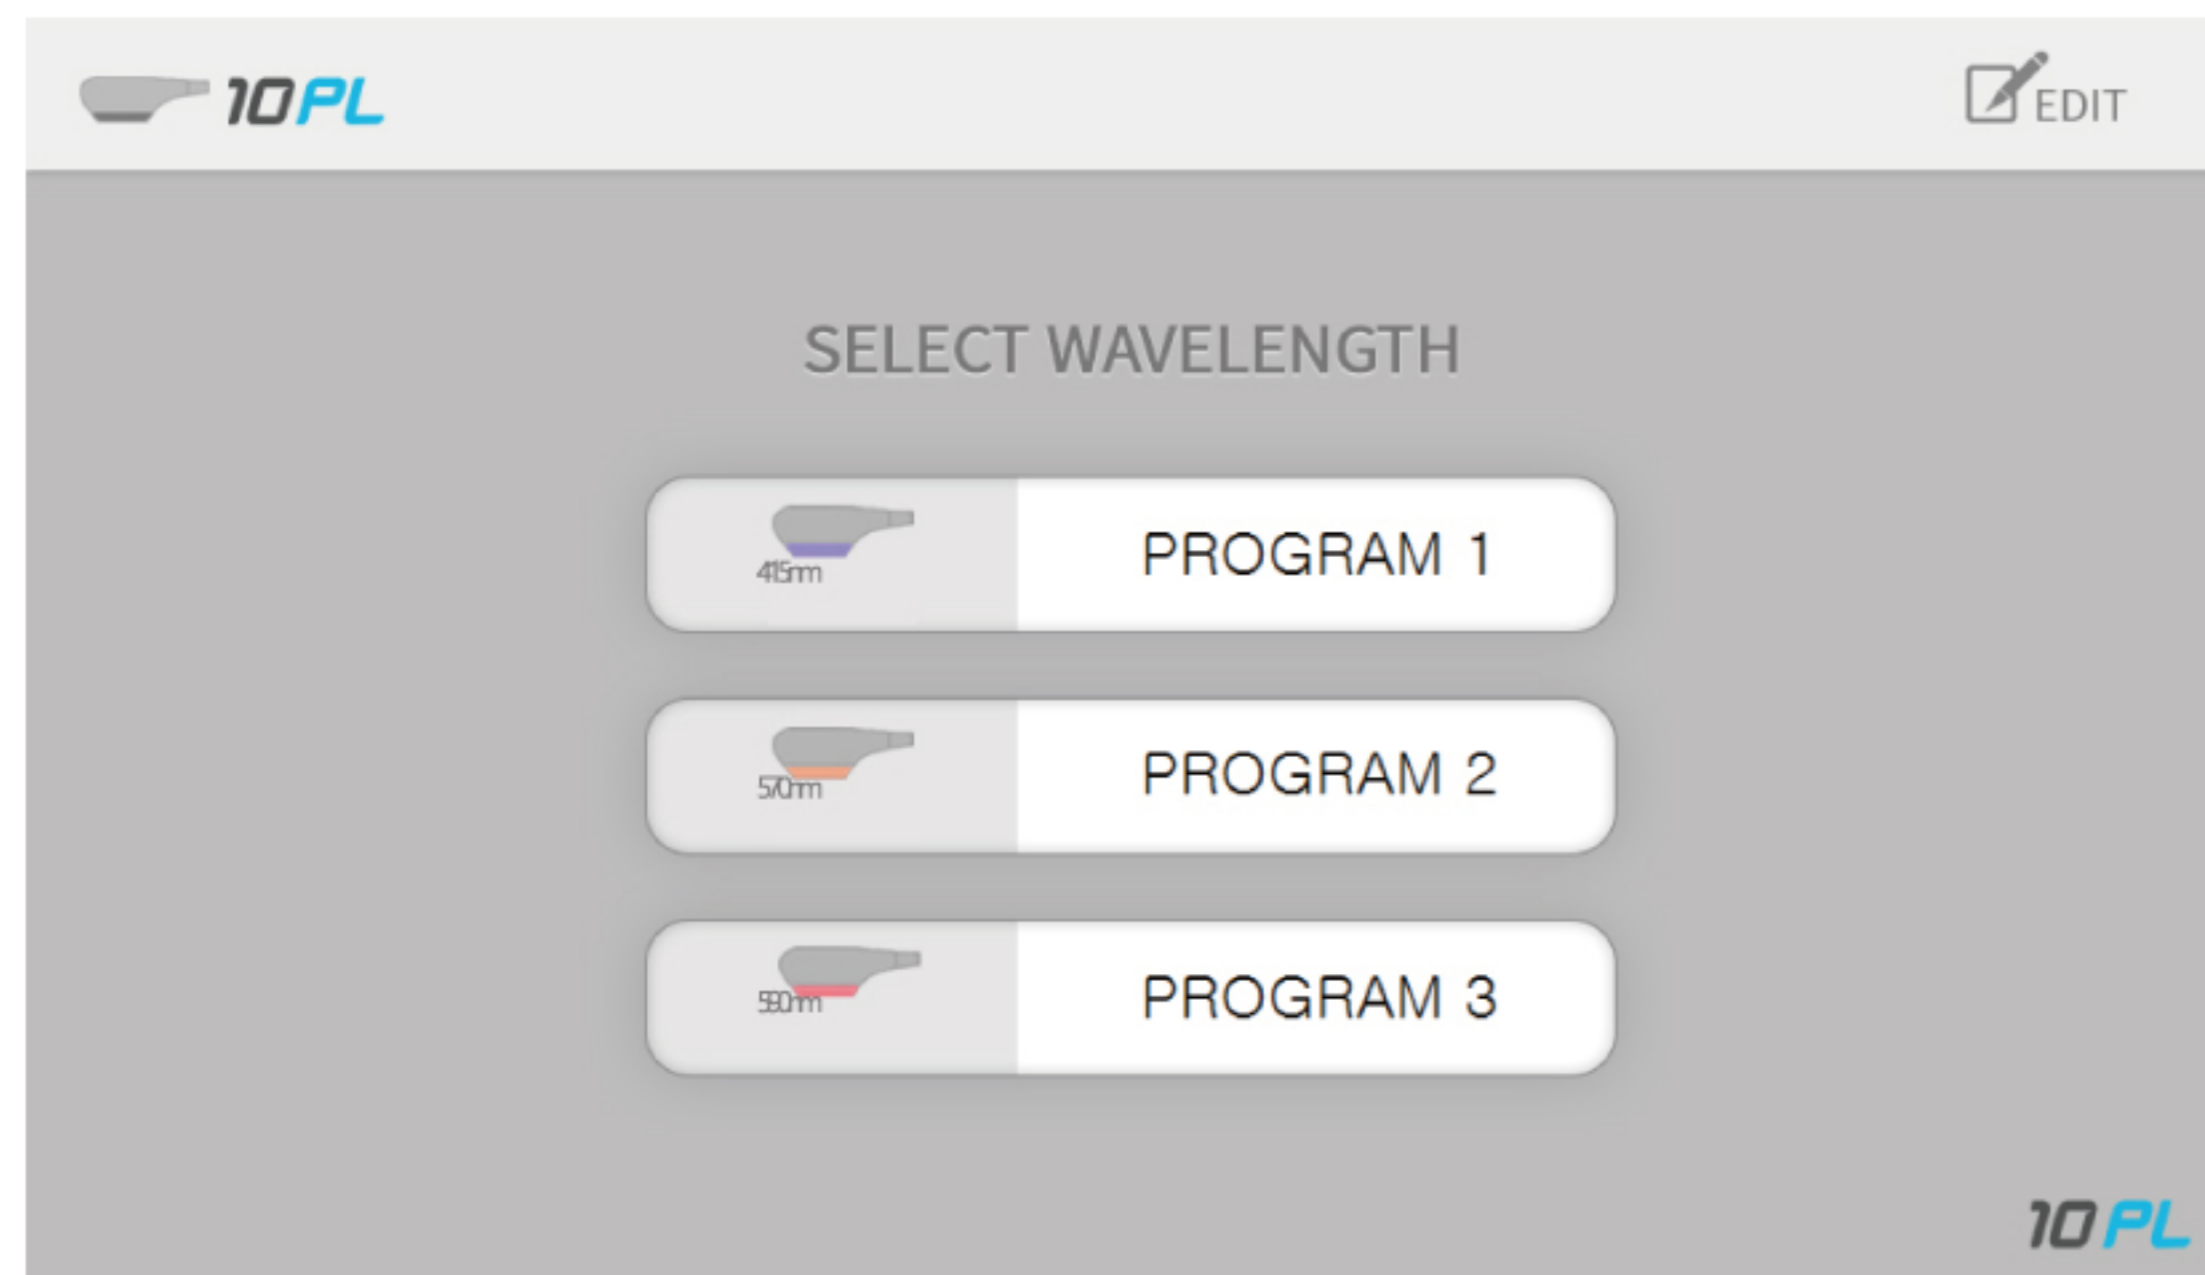 10PL
EDIT
SELECT WAVELENGTH
415nm
PROGRAM 1
570nm
PROGRAM 2
590nm
PROGRAM 3
10PL